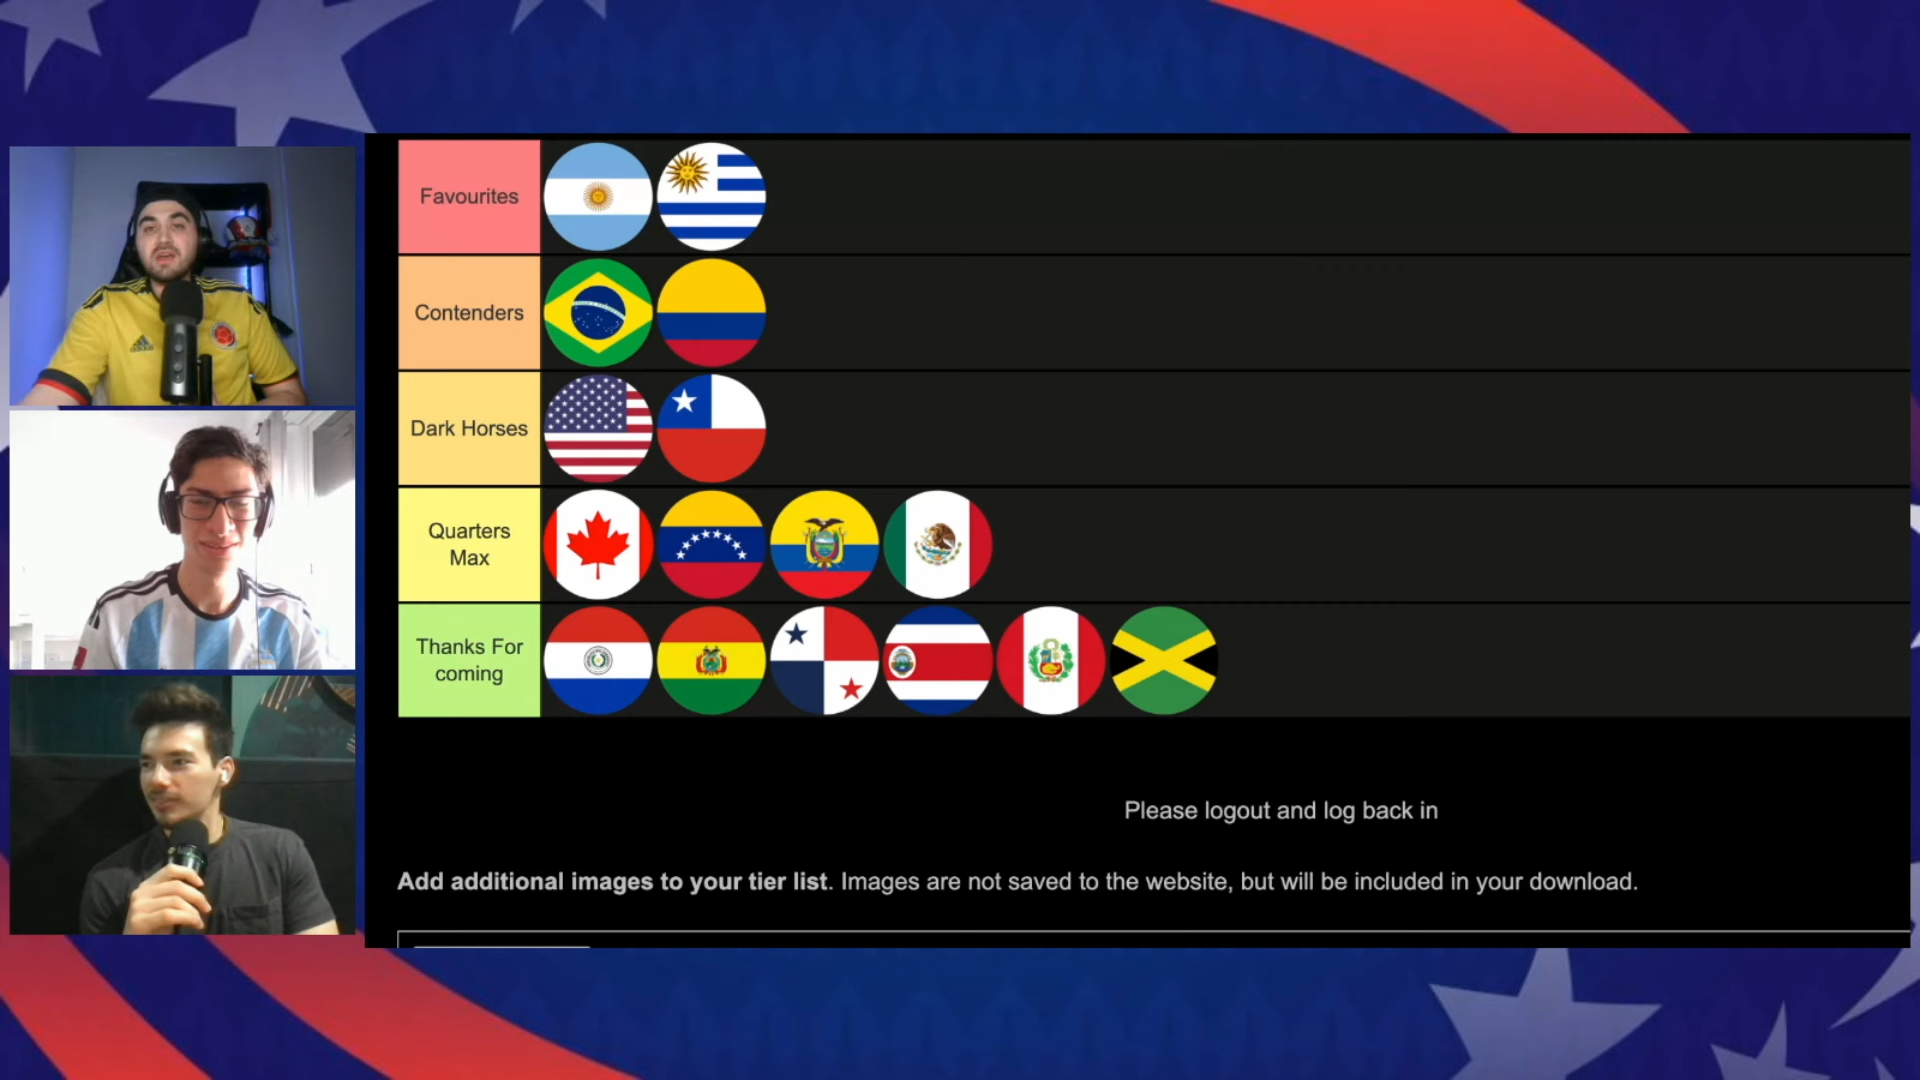 Favourites
Contenders
Dark Horses
Quarters
Max
Thanks For
coming
Please logout and log back in
Add additional images to your tier list. Images are not saved to the website, but will be included in your download.